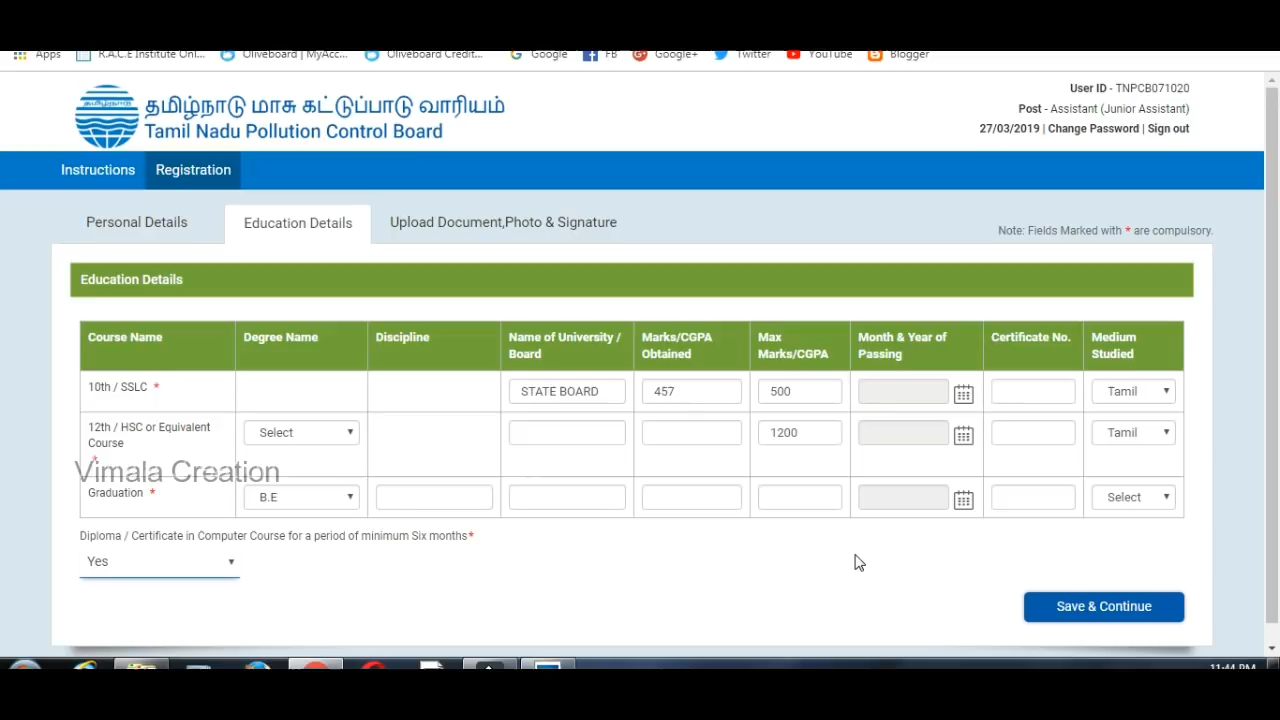 Apps R.A.C.E Institute Onl... Oliveboard | MyAcc... Oliveboard Credit... Google FB Google+ Twitter YouTube Blogger
தமிழ்நாடு மாசு கட்டுப்பாடு வாரியம்
Tamil Nadu Pollution Control Board
User ID - TNPCB071020
Post - Assistant (Junior Assistant)
27/03/2019 | Change Password | Sign out
Instructions Registration
Personal Details Education Details Upload Document,Photo & Signature
Note: Fields Marked with * are compulsory.
Education Details
Course Name Degree Name Discipline Name of University / Board Marks/CGPA Obtained Max Marks/CGPA Month & Year of Passing Certificate No. Medium Studied
10th / SSLC * STATE BOARD 457 500 Tamil
12th / HSC or Equivalent Course * Select 1200 Tamil
Vimala Creation
Graduation * B.E Select
Diploma / Certificate in Computer Course for a period of minimum Six months*
Yes
Save & Continue
11:44 PM